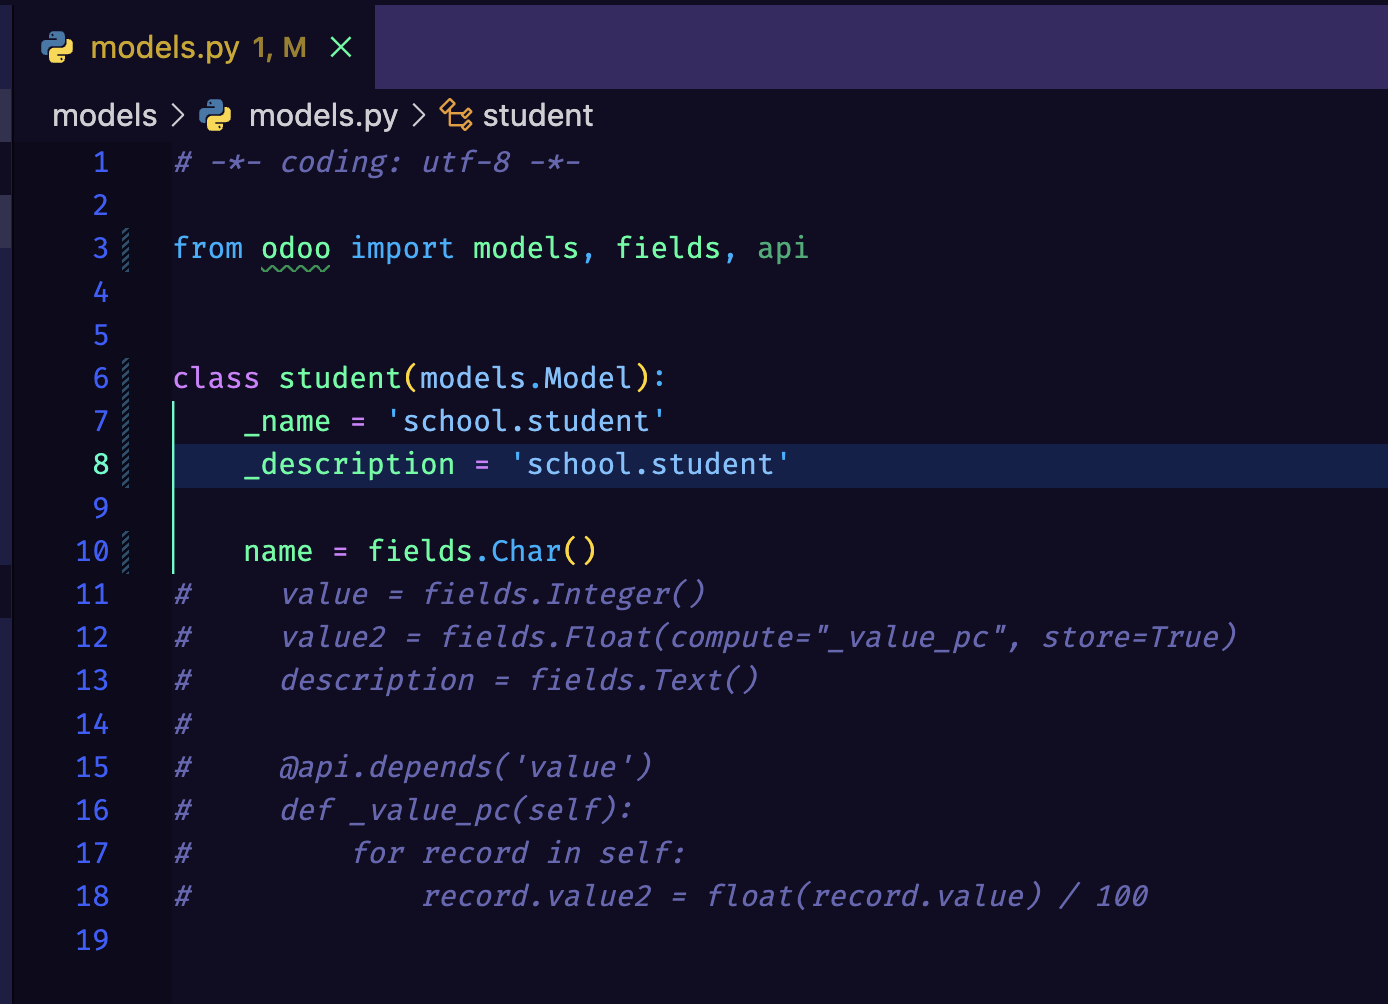 models.py 1, M
models > models.py > student
1 # -*- coding: utf-8 -*-
2
3 from odoo import models, fields, api
4
5
6 class student(models.Model):
7     _name = 'school.student'
8     _description = 'school.student'
9
10     name = fields.Char()
11 #     value = fields.Integer()
12 #     value2 = fields.Float(compute="_value_pc", store=True)
13 #     description = fields.Text()
14 #
15 #     @api.depends('value')
16 #     def _value_pc(self):
17 #         for record in self:
18 #             record.value2 = float(record.value) / 100
19